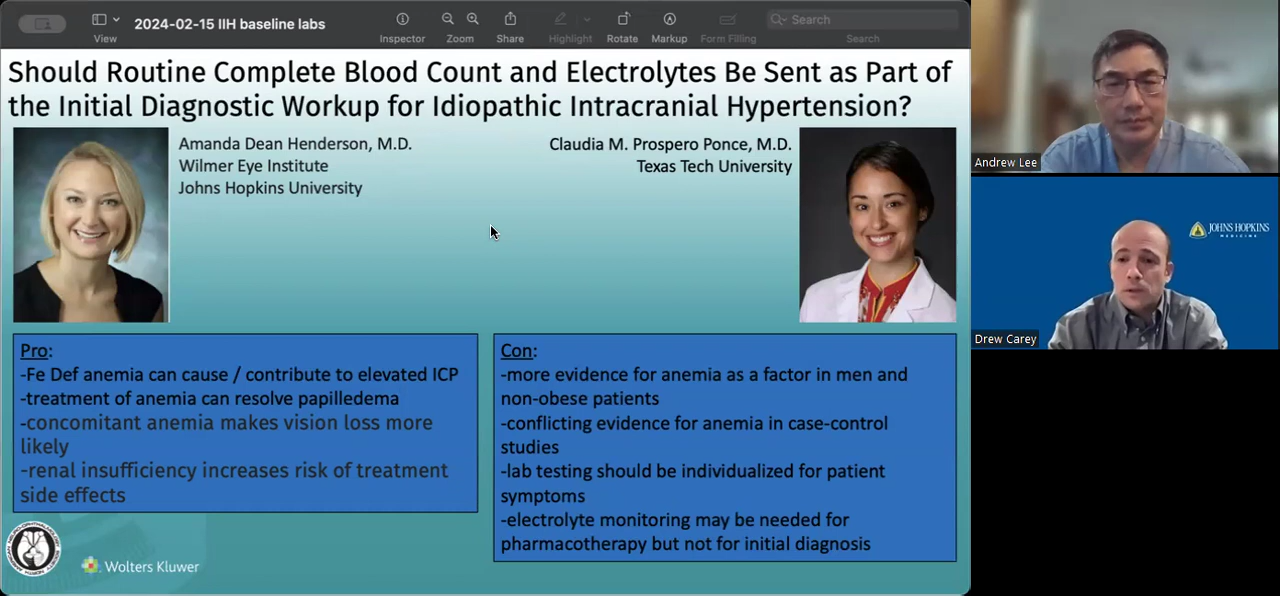 2024-02-15 IIH baseline labs
View
Inspector
Zoom
Share
Highlight
Rotate
Markup
Form Filling
Search
Search
Should Routine Complete Blood Count and Electrolytes Be Sent as Part of
the Initial Diagnostic Workup for Idiopathic Intracranial Hypertension?
Amanda Dean Henderson, M.D.
Wilmer Eye Institute
Johns Hopkins University
Claudia M. Prospero Ponce, M.D.
Texas Tech University
Pro:
-Fe Def anemia can cause / contribute to elevated ICP
-treatment of anemia can resolve papilledema
-concomitant anemia makes vision loss more
likely
-renal insufficiency increases risk of treatment
side effects
Con:
-more evidence for anemia as a factor in men and
non-obese patients
-conflicting evidence for anemia in case-control
studies
-lab testing should be individualized for patient
symptoms
-electrolyte monitoring may be needed for
pharmacotherapy but not for initial diagnosis
Wolters Kluwer
Andrew Lee
JOHNS HOPKINS
MEDICINE
Drew Carey